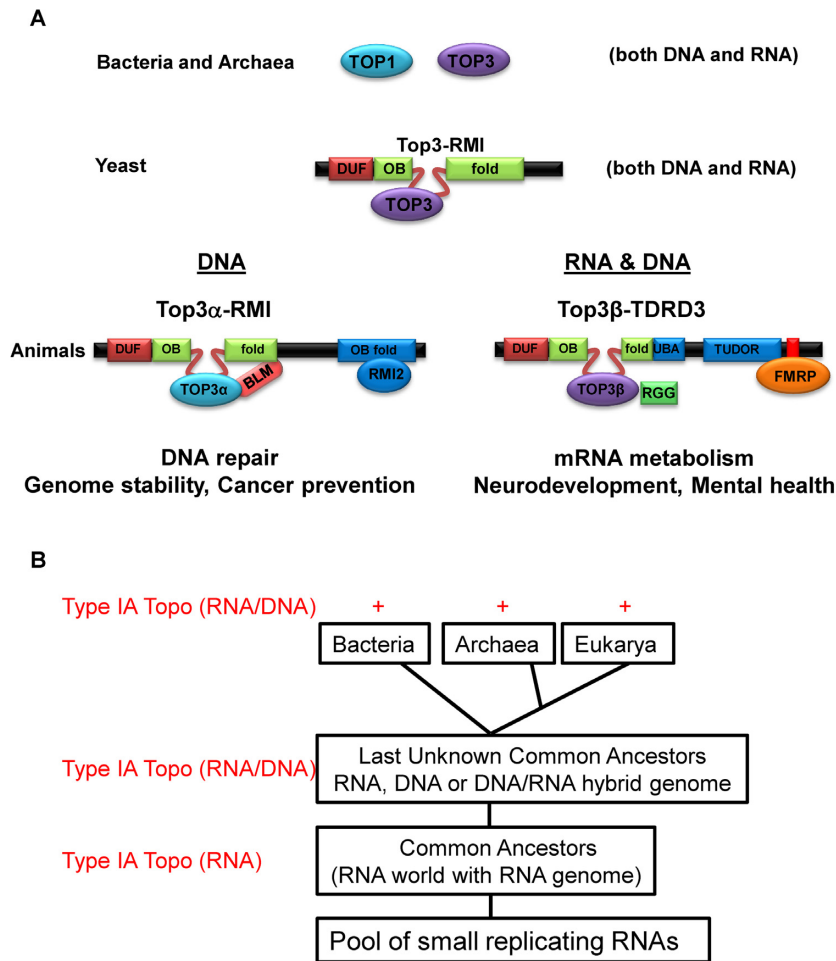 A
Bacteria and Archaea TOP1 TOP3 (both DNA and RNA)
Top3-RMI
Yeast DUF OB fold (both DNA and RNA)
TOP3
DNA RNA & DNA
Top3α-RMI Top3β-TDRD3
Animals DUF OB fold OB fold DUF OB fold UBA TUDOR
TOP3α BLM RMI2 TOP3β RGG FMRP
DNA repair mRNA metabolism
Genome stability, Cancer prevention Neurodevelopment, Mental health
B
Type IA Topo (RNA/DNA) + + +
Bacteria Archaea Eukarya
Type IA Topo (RNA/DNA) Last Unknown Common Ancestors
RNA, DNA or DNA/RNA hybrid genome
Type IA Topo (RNA) Common Ancestors
(RNA world with RNA genome)
Pool of small replicating RNAs